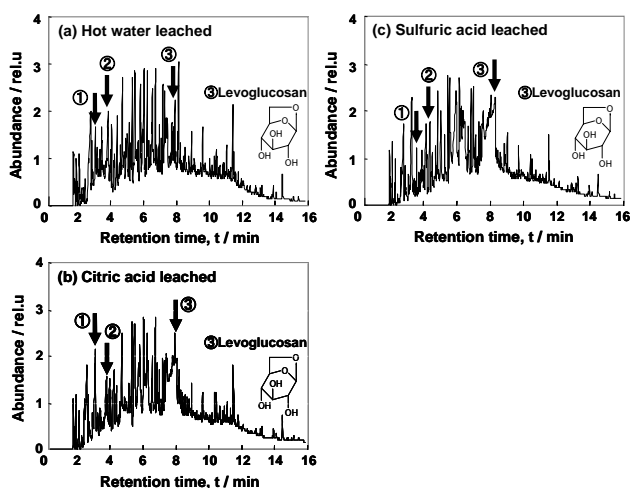 (a) Hot water leached
Abundance / rel.u
4
3
2
1
0
① ② ③
③Levoglucosan
O
O
OH
HO
OH
0 2 4 6 8 10 12 14 16
Retention time, t / min
(c) Sulfuric acid leached
Abundance / rel.u
4
3
2
1
0
① ② ③
③Levoglucosan
O
O
OH
HO
OH
0 2 4 6 8 10 12 14 16
Retention time, t / min
(b) Citric acid leached
Abundance / rel.u
4
3
2
1
0
① ② ③
③Levoglucosan
O
O
OH
HO
OH
0 2 4 6 8 10 12 14 16
Retention time, t / min